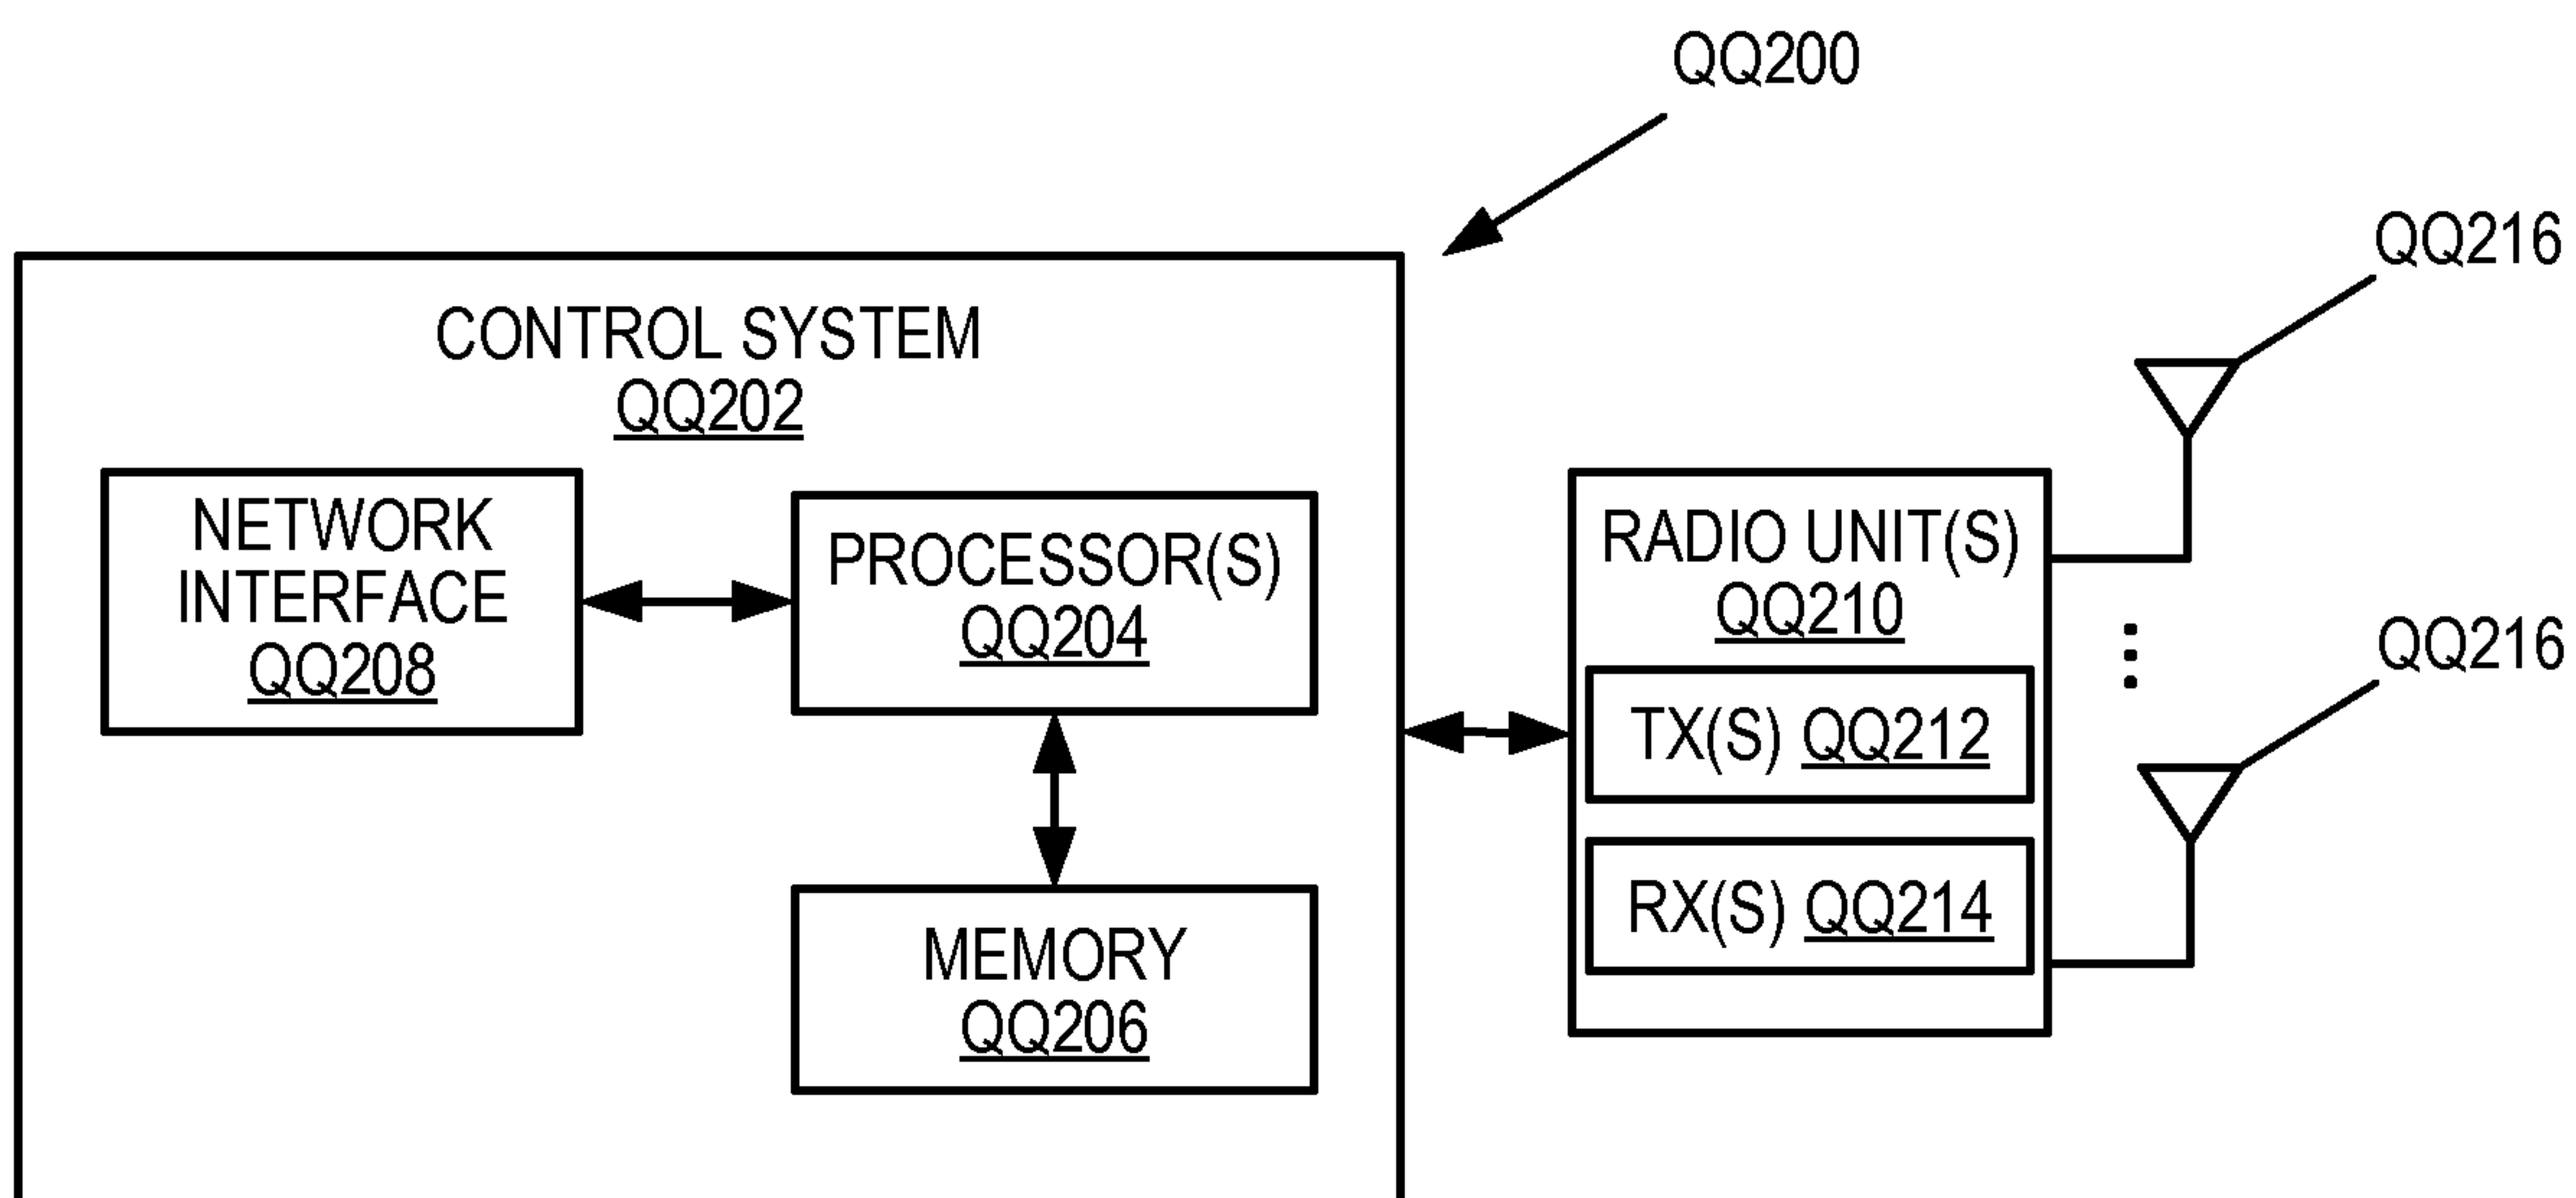 QQ200
QQ216
CONTROL SYSTEM
QQ202
NETWORK
INTERFACE
QQ208
PROCESSOR(S)
QQ204
MEMORY
QQ206
RADIO UNIT(S)
QQ210
TX(S) QQ212
RX(S) QQ214
QQ216